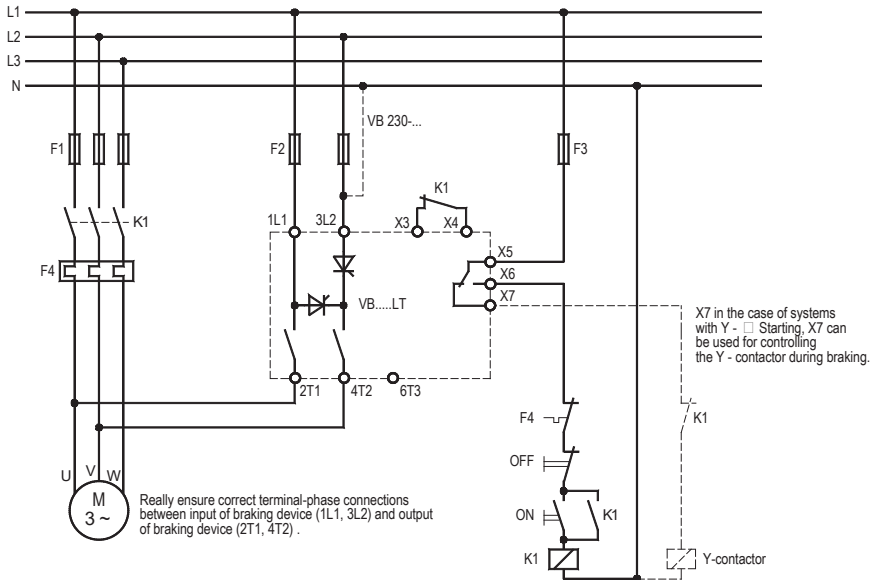 L1
L2
L3
N
VB 230-...
F1
F2
F3
K1
K1
1L1
3L2
X3
X4
X5
X6
X7
F4
VB.....LT
X7 in the case of systems
with Y - □ Starting, X7 can
be used for controlling
the Y - contactor during braking.
2T1
4T2
6T3
F4
K1
OFF
U
V
W
M
3 ~
Really ensure correct terminal-phase connections
between input of braking device (1L1, 3L2) and output
of braking device (2T1, 4T2) .
ON
K1
K1
Y-contactor